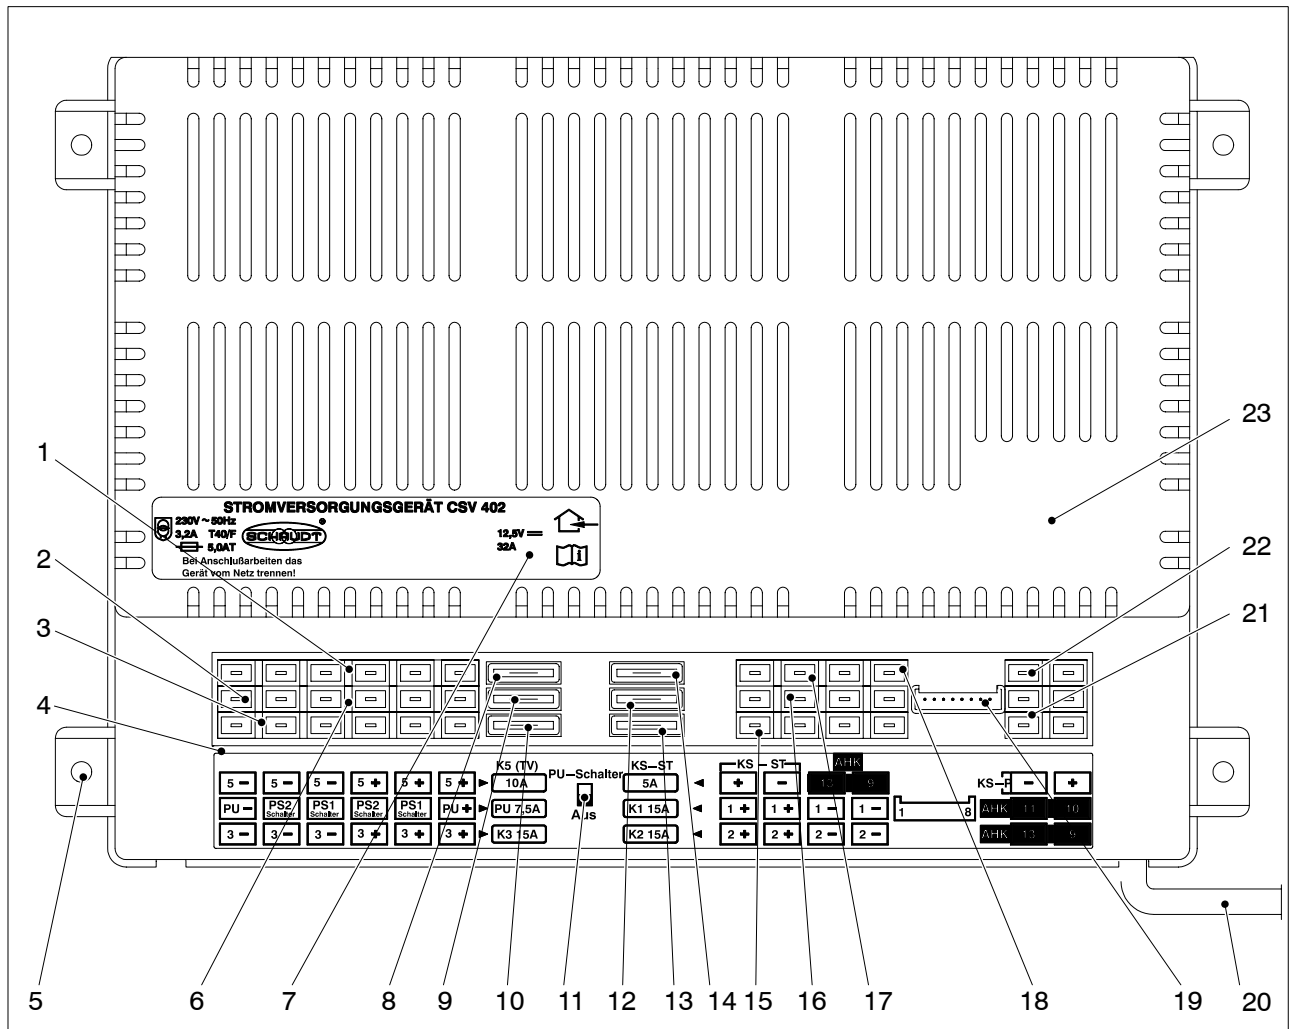 STROMVERSORGUNGSGERÄT CSV 402
230V ~ 50Hz
3,2A T40/F
5,0AT
SCHAUDT
12,5V
32A
i
Bei Anschlußarbeiten das
Gerät vom Netz trennen!
1
2
3
4
23
22
21
K5 (TV)
PU–Schalter
KS–ST
KS – ST
AHK
5 – 5 – 5 – 5 + 5 + 5 +
10A
5A
+ –
13 9
KS–
– +
PU – PS2 Schalter PS1 Schalter PS2 Schalter PS1 Schalter PU +
PU 7,5A
Aus
K1 15A
1 + 1 + 1 – 1 –
1 8
AHK 11 10
3 – 3 – 3 – 3 + 3 + 3 +
K3 15A
K2 15A
2 + 2 + 2 – 2 –
AHK 13 9
5 6 7 8 9 10 11 12 13 14 15 16 17 18 19 20